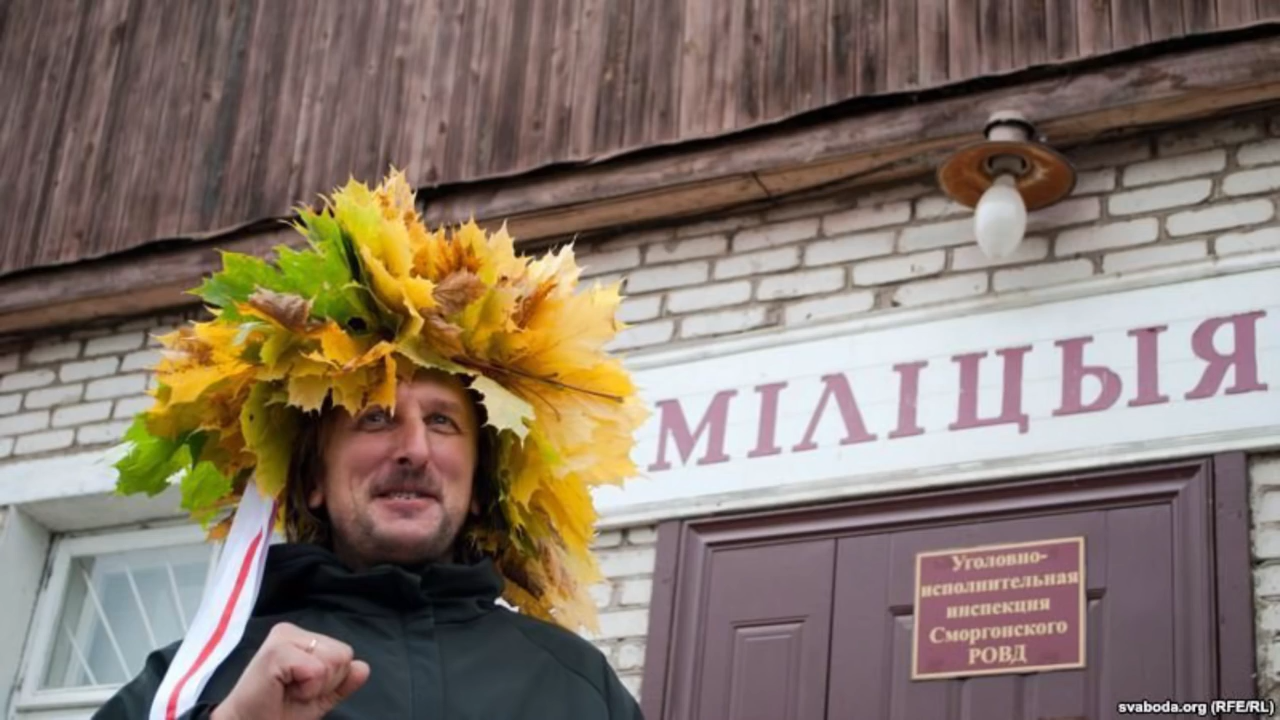 МІЛІЦЫЯ
Уголовно-
исполнительная
инспекция
Сморгонского
РОВД
svaboda.org (RFE/RL)